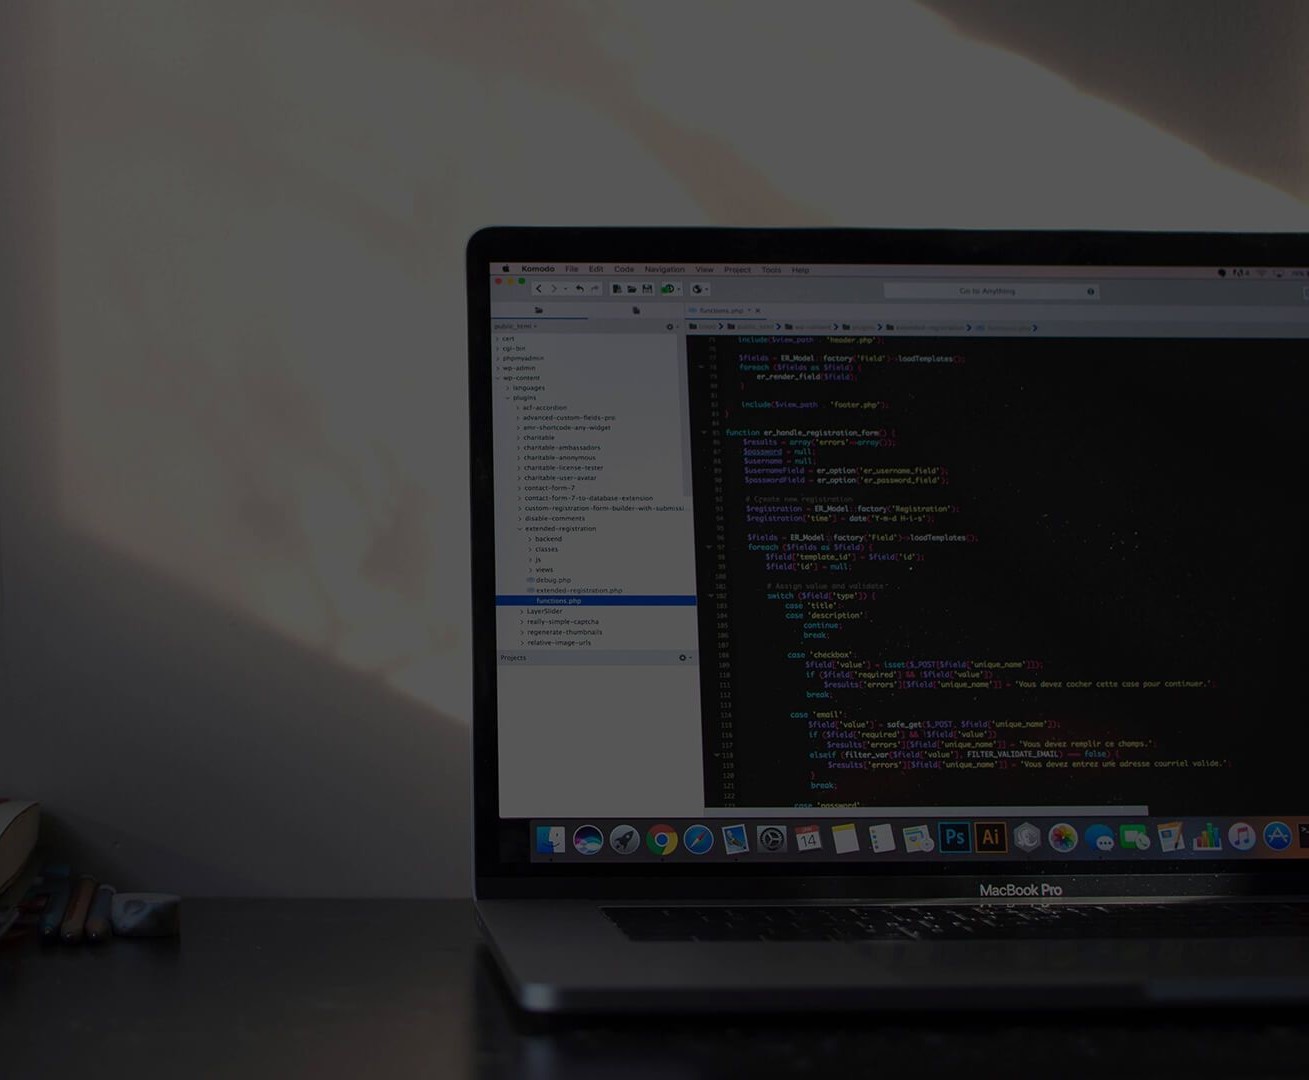 Komodo File Edit Code Navigation View Project Tools Help
Go to Anything
functions.php
public_html
cert
cgi-bin
phpmyadmin
wp-admin
wp-content
languages
plugins
acf-accordion
advanced-custom-fields-pro
amr-shortcode-any-widget
charitable
charitable-ambassadors
charitable-anonymous
charitable-license-tester
charitable-user-avatar
contact-form-7
contact-form-7-to-database-extension
custom-registration-form-builder-with-submissi
disable-comments
extended-registration
backend
classes
js
views
debug.php
extended-registration.php
functions.php
LayerSlider
really-simple-captcha
regenerate-thumbnails
relative-image-urls
Projects
include($view_path . 'header.php');
$fields = ER_Model::factory('Field')->loadTemplates();
foreach ($fields as $field) {
er_render_field($field);
}
include($view_path . 'footer.php');
}
function er_handle_registration_form() {
$results = array('errors'=>array());
$password = null;
$username = null;
$usernameField = er_option('er_username_field');
$passwordField = er_option('er_password_field');
# Create new registration
$registration = ER_Model::factory('Registration');
$registration['time'] = date('Y-m-d H-i-s');
$fields = ER_Model::factory('Field')->loadTemplates();
foreach ($fields as $field) {
$field['template_id'] = $field['id'];
$field['id'] = null;
# Assign value and validate
switch ($field['type']) {
case 'title':
case 'description':
continue;
break;
case 'checkbox':
$field['value'] = isset($_POST[$field['unique_name']]);
if ($field['required'] && !$field['value'])
$results['errors'][$field['unique_name']] = 'Vous devez cocher cette case pour continuer.';
break;
case 'email':
$field['value'] = safe_get($_POST, $field['unique_name']);
if ($field['required'] && !$field['value'])
$results['errors'][$field['unique_name']] = 'Vous devez remplir ce champs.';
elseif (filter_var($field['value'], FILTER_VALIDATE_EMAIL) === false) {
$results['errors'][$field['unique_name']] = 'Vous devez entrez une adresse courriel valide.';
}
break;
case 'password':
14
Ps
Ai
MacBook Pro